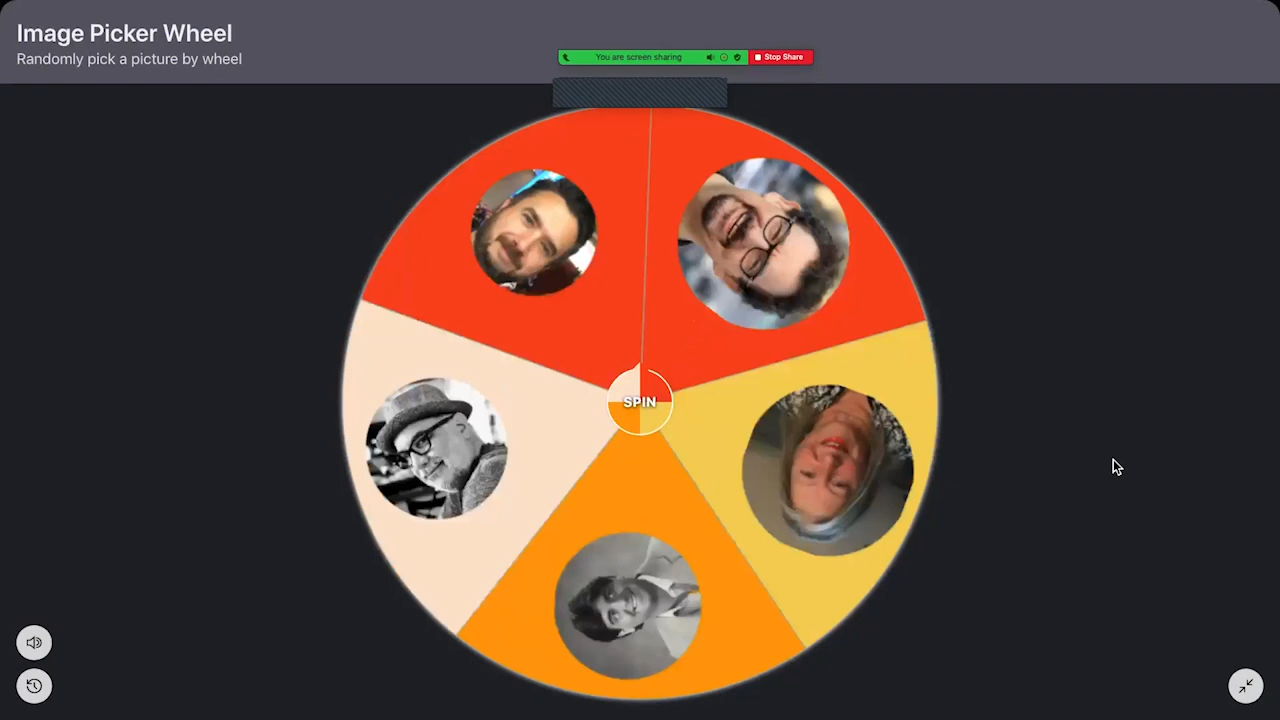 Image Picker Wheel
Randomly pick a picture by wheel
You are screen sharing
Stop Share
SPIN